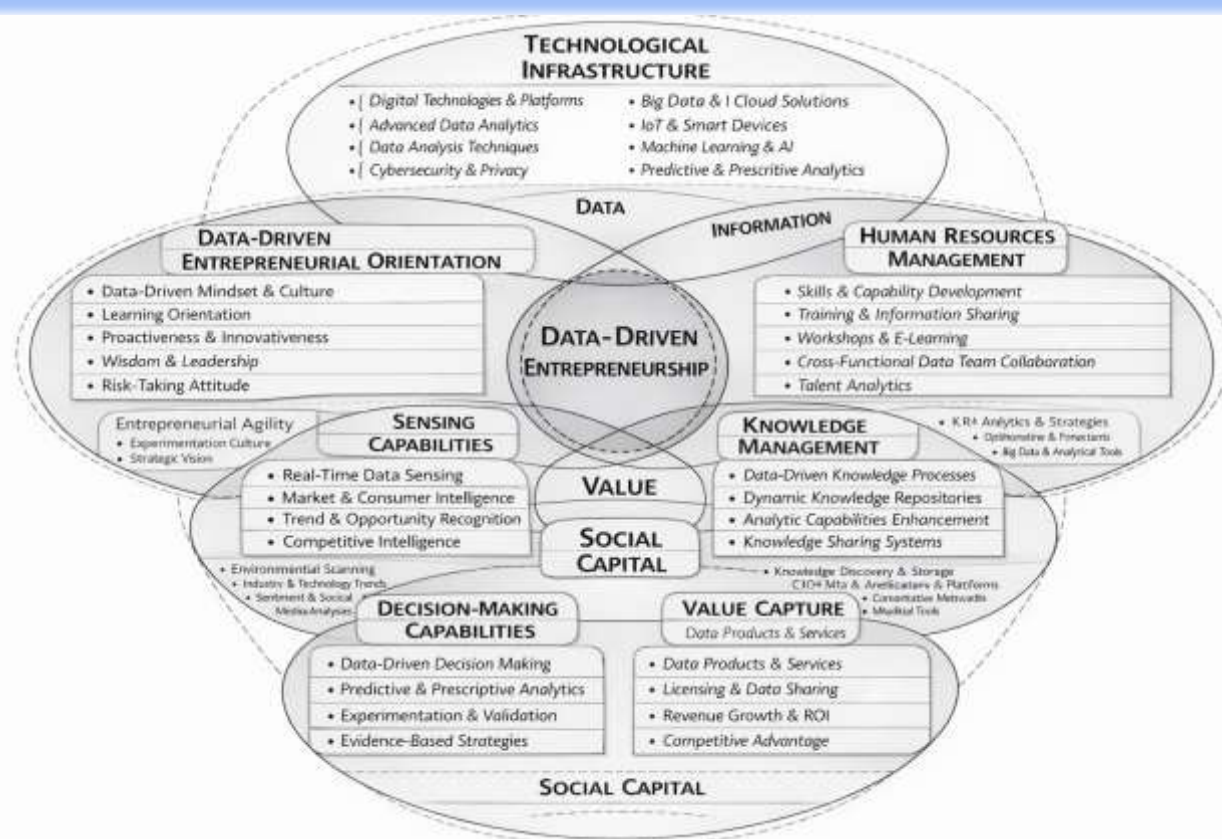 TECHNOLOGICAL
INFRASTRUCTURE
• [ Digital Technologies & Platforms
• [ Advanced Data Analytics
• [ Data Analysis Techniques
• [ Cybersecurity & Privacy
• Big Data & I Cloud Solutions
• IoT & Smart Devices
• Machine Learning & AI
• Predictive & Prescritive Analytics
DATA
INFORMATION
DATA-DRIVEN
ENTREPRENEURIAL ORIENTATION
• Data-Driven Mindset & Culture
• Learning Orientation
• Proactiveness & Innovativeness
• Wisdom & Leadership
• Risk-Taking Attitude
Entrepreneurial Agility
• Experimentation Culture
• Strategic Vision
DATA-DRIVEN
ENTREPRENEURSHIP
HUMAN RESOURCES
MANAGEMENT
• Skills & Capability Development
• Training & Information Sharing
• Workshops & E-Learning
• Cross-Functional Data Team Collaboration
• Talent Analytics
• & Strategies
• Big Data & Analytical Tools
SENSING
CAPABILITIES
• Real-Time Data Sensing
• Market & Consumer Intelligence
• Trend & Opportunity Recognition
• Competitive Intelligence
• Environmental Scanning
• Industry & Technology Trends
• Sentiment & Social
Media Analyses
VALUE
SOCIAL
CAPITAL
KNOWLEDGE
MANAGEMENT
• Data-Driven Knowledge Processes
• Dynamic Knowledge Repositories
• Analytic Capabilities Enhancement
• Knowledge Sharing Systems
• Knowledge Discovery & Storage
& Platforms
• Tools
DECISION-MAKING
CAPABILITIES
• Data-Driven Decision Making
• Predictive & Prescriptive Analytics
• Experimentation & Validation
• Evidence-Based Strategies
VALUE CAPTURE
Data Products & Services
• Data Products & Services
• Licensing & Data Sharing
• Revenue Growth & ROI
• Competitive Advantage
SOCIAL CAPITAL